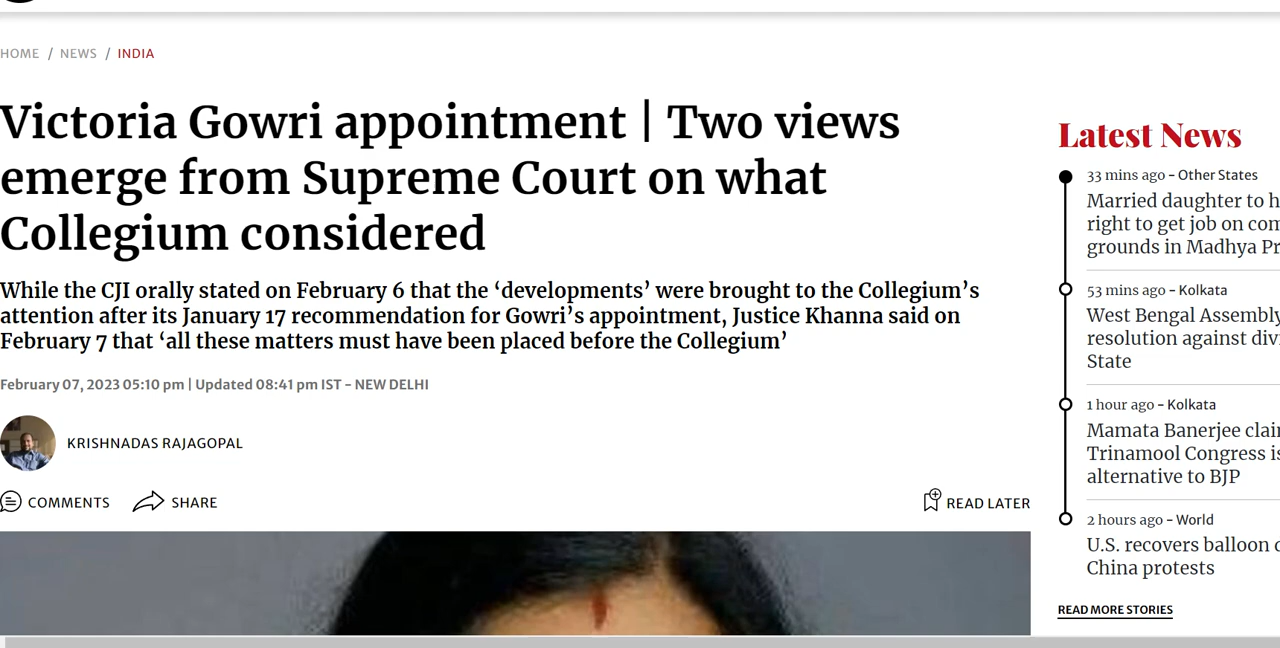 HOME / NEWS / INDIA
Victoria Gowri appointment | Two views
emerge from Supreme Court on what
Collegium considered
While the CJI orally stated on February 6 that the ‘developments’ were brought to the Collegium’s
attention after its January 17 recommendation for Gowri’s appointment, Justice Khanna said on
February 7 that ‘all these matters must have been placed before the Collegium’
February 07, 2023 05:10 pm | Updated 08:41 pm IST - NEW DELHI
KRISHNADAS RAJAGOPAL
COMMENTS SHARE READ LATER
Latest News
33 mins ago - Other States
Married daughter to
right to get job on
grounds in Madhya
53 mins ago - Kolkata
West Bengal Assembly
resolution against
State
1 hour ago - Kolkata
Mamata Banerjee
Trinamool Congress
alternative to BJP
2 hours ago - World
U.S. recovers balloon
China protests
READ MORE STORIES